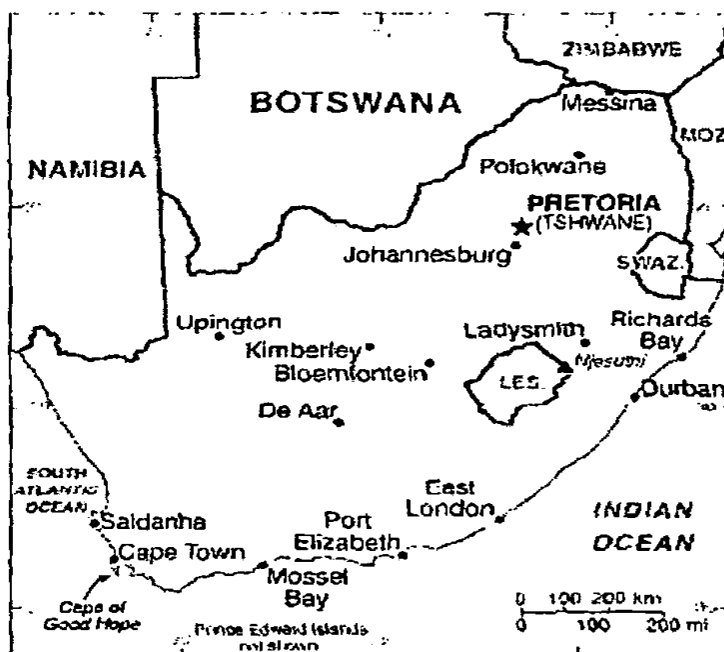 ZIMBABWE
BOTSWANA
Messina
MOZ
NAMIBIA
Polokwane
PRETORIA
(TSHWANE)
Johannesburg
SWAZ.
Upington
Ladysmith
Richards
Bay
Kimberley
Bloemfontein
Njesuthi
LES.
Durban
De Aar
SOUTH
ATLANTIC
OCEAN
East
London
INDIAN
OCEAN
Saldanha
Port
Elizabeth
Cape Town
Mossel
Bay
Cape of
Good Hope
0 100 200 km
0 100 200 mi
Prince Edward Islands
not shown